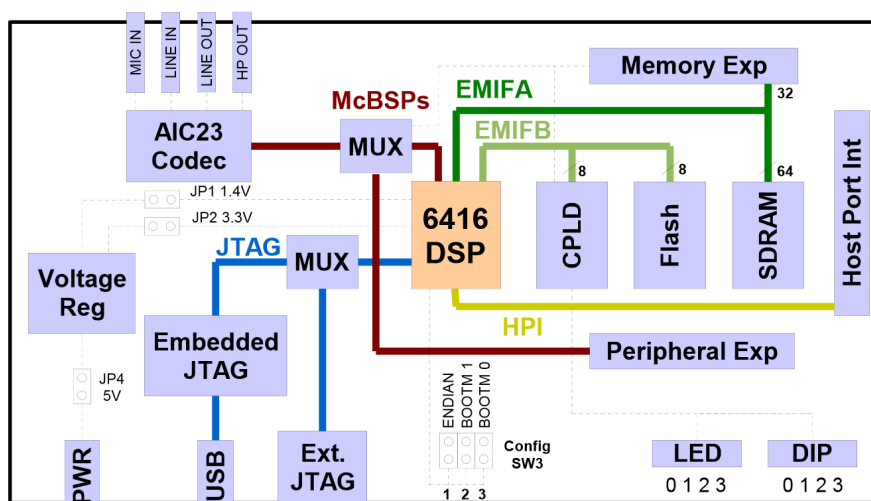 MIC IN
LINE IN
LINE OUT
HP OUT
AIC23
Codec
McBSPs
MUX
EMIFA
EMIFB
Memory Exp
32
8
8
64
6416
DSP
CPLD
Flash
SDRAM
Host Port Int
JP1 1.4V
JP2 3.3V
JTAG
MUX
Voltage
Reg
HPI
Embedded
JTAG
Peripheral Exp
JP4
5V
ENDIAN
BOOTM 1
BOOTM 0
Config
SW3
1 2 3
PWR
USB
Ext.
JTAG
LED
0 1 2 3
DIP
0 1 2 3